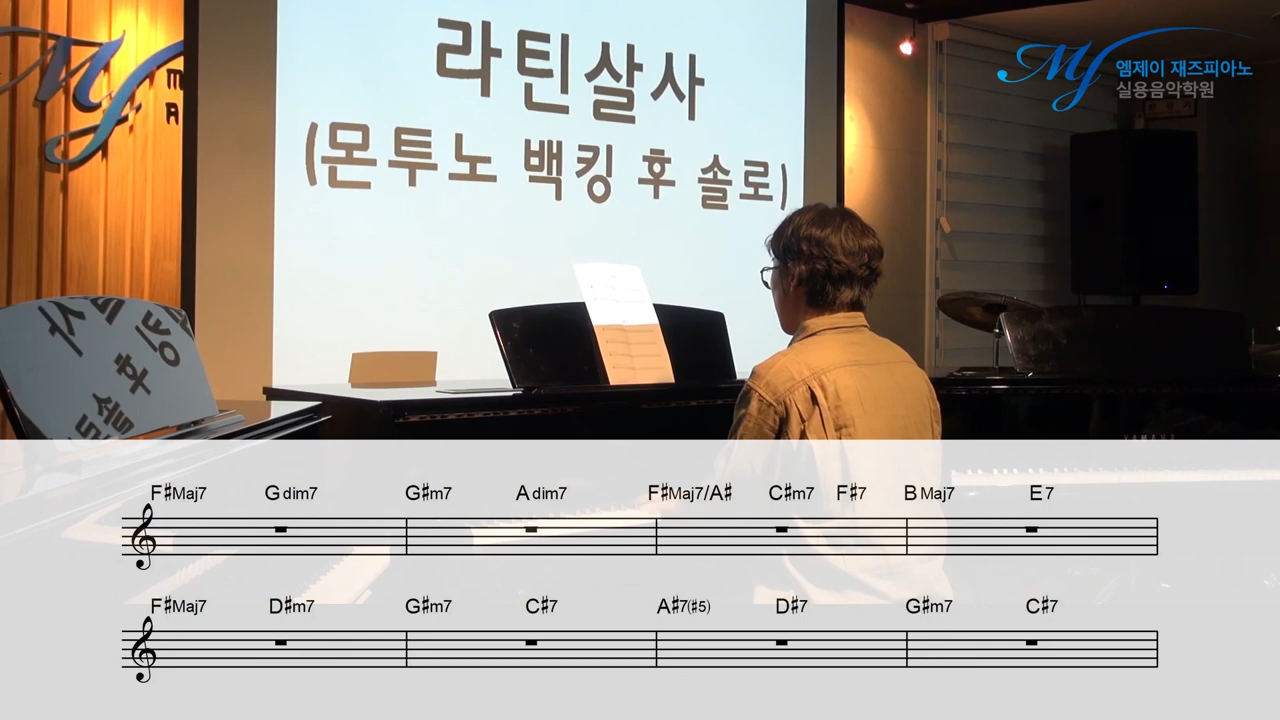 라틴살사
(몬투노 백킹 후 솔로)
MJ 엠제이 재즈피아노
실용음악학원
F♯Maj7 Gdim7 G♯m7 Adim7 F♯Maj7/A♯ C♯m7 F♯7 BMaj7 E7
F♯Maj7 D♯m7 G♯m7 C♯7 A♯7(♯5) D♯7 G♯m7 C♯7